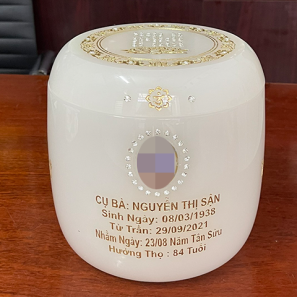 CỤ BÀ: NGUYỄN THỊ SẬN
Sinh Ngày: 08/03/1938
Từ Trần: 29/09/2021
Nhằm Ngày: 23/08 Năm Tân Sửu
Hưởng Thọ : 84 Tuổi